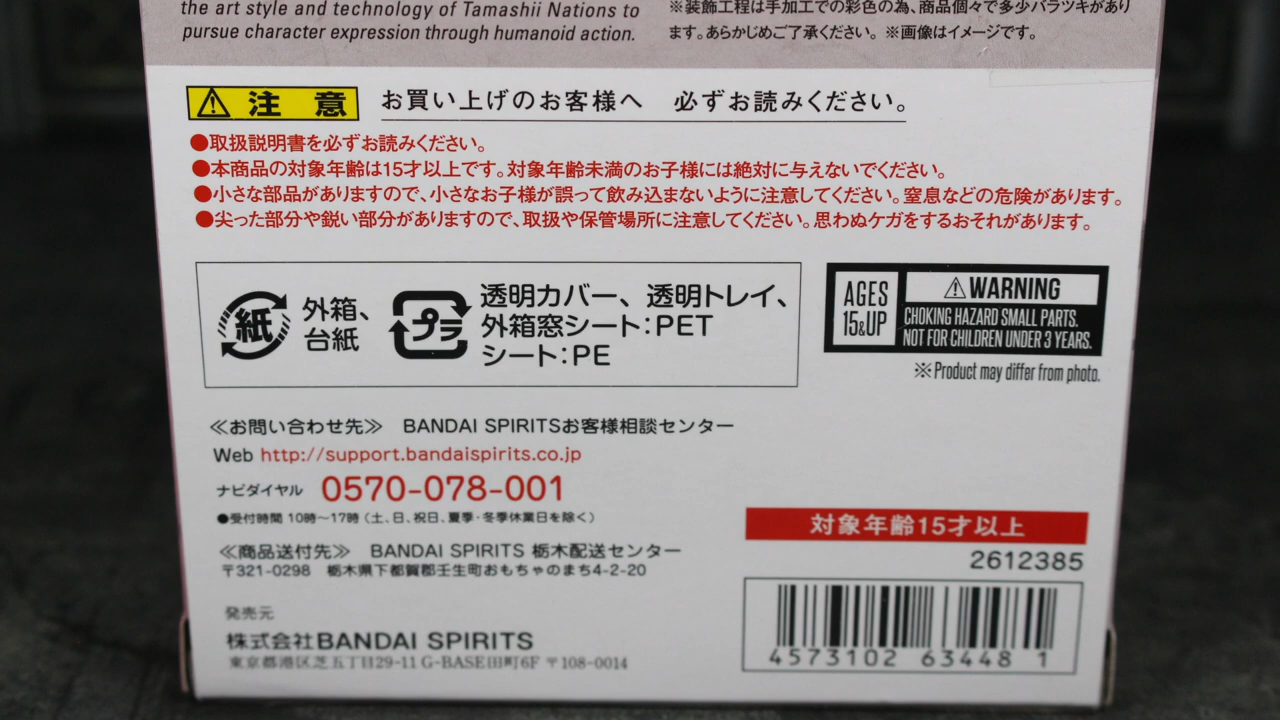 the art style and technology of Tamashii Nations to
pursue character expression through humanoid action.
※装飾工程は手加工での彩色の為、商品個々で多少バラツキがあり
ます。あらかじめご了承ください。 ※画像はイメージです。
⚠注 意 お買い上げのお客様へ 必ずお読みください。
●取扱説明書を必ずお読みください。
●本商品の対象年齢は15才以上です。対象年齢未満のお子様には絶対に与えないでください。
●小さな部品がありますので、小さなお子様が誤って飲み込まないように注意してください。窒息などの危険があります。
●尖った部分や鋭い部分がありますので、取扱や保管場所に注意してください。思わぬケガをするおそれがあります。
紙 外箱、
台紙
プラ 透明カバー、透明トレイ、
外箱窓シート:PET
シート:PE
AGES
15&UP
⚠WARNING
CHOKING HAZARD SMALL PARTS.
NOT FOR CHILDREN UNDER 3 YEARS.
※Product may differ from photo.
≪お問い合わせ先≫ BANDAI SPIRITSお客様相談センター
Web http://support.bandaispirits.co.jp
ナビダイヤル 0570-078-001
●受付時間 10時～17時（土、日、祝日、夏季・冬季休業日を除く）
≪商品送付先≫ BANDAI SPIRITS 栃木配送センター
〒321-0298 栃木県下都賀郡壬生町おもちゃのまち4-2-20
発売元
株式会社BANDAI SPIRITS
東京都港区芝五丁目29-11 G-BASE田町6F 〒108-0014
対象年齢15才以上
2612385
4573102 63448 1